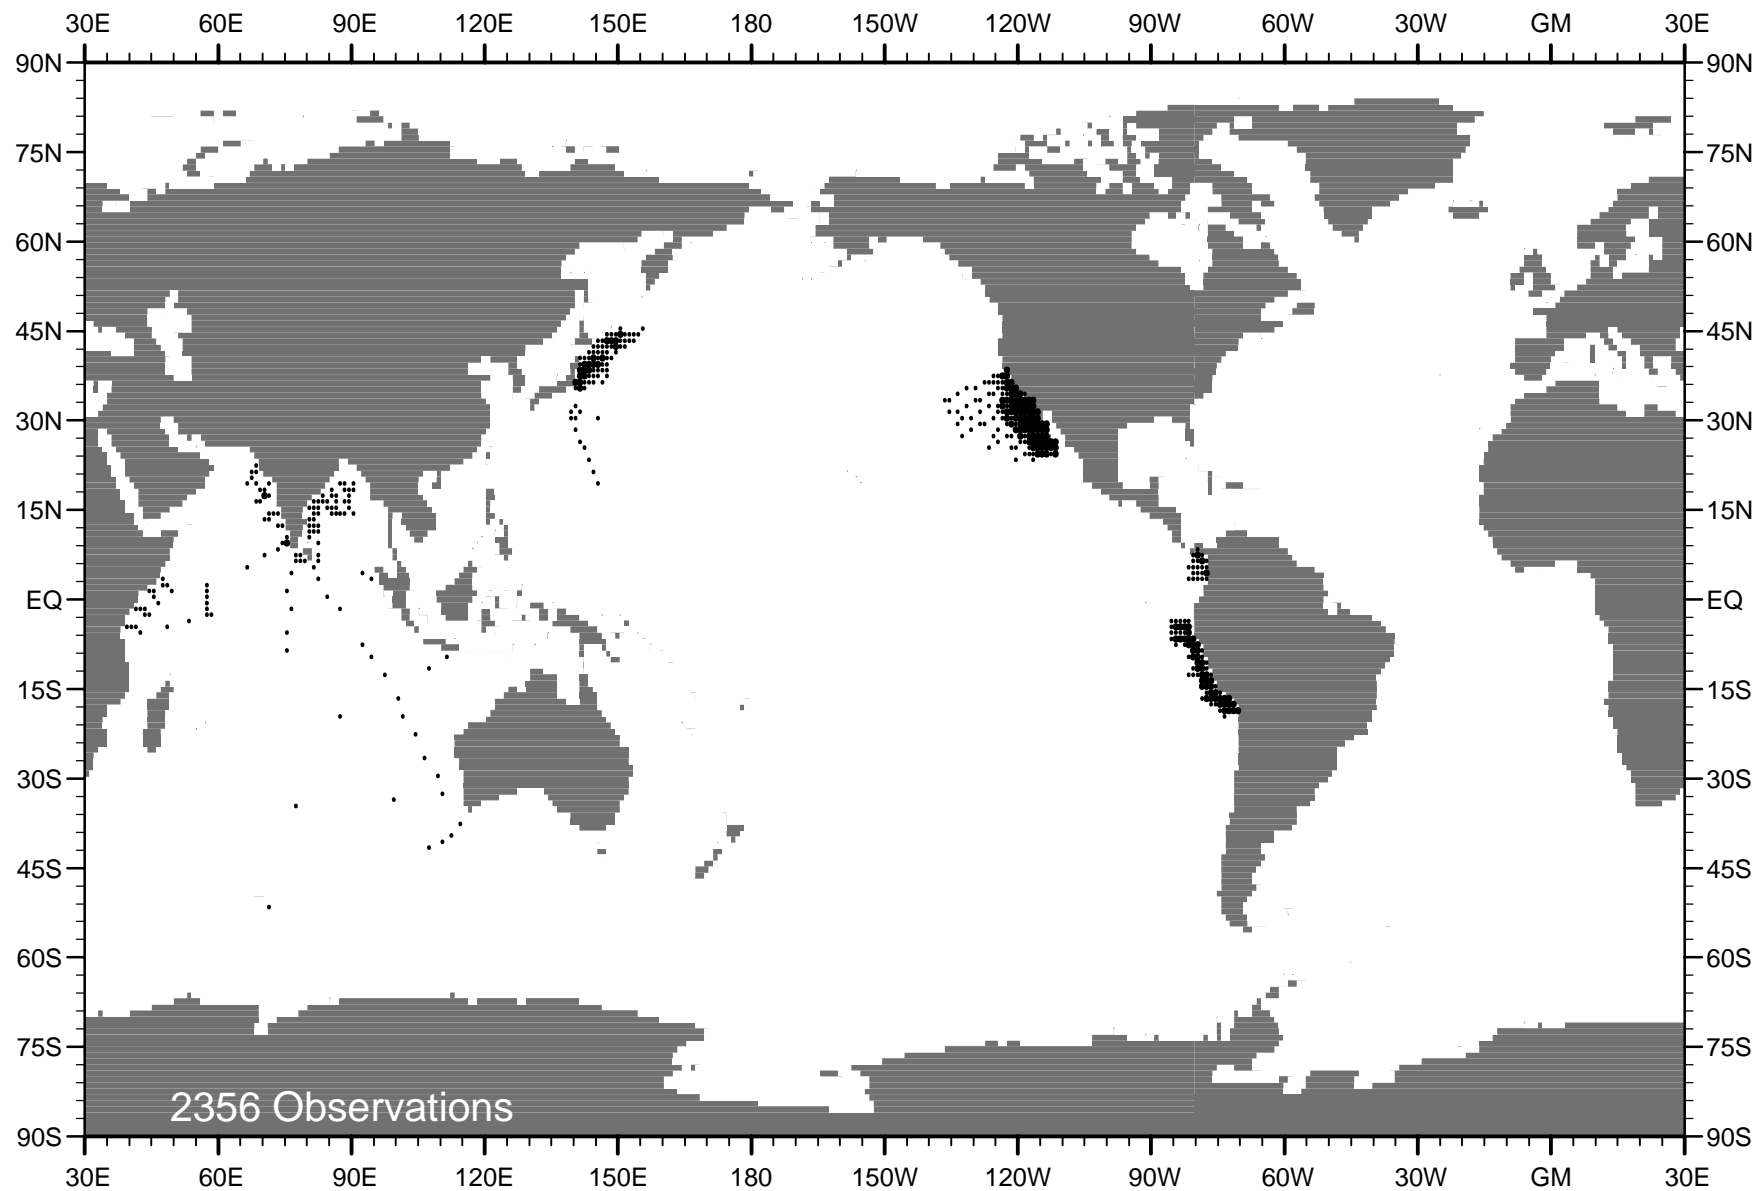 30E 60E 90E 120E 150E 180 150W 120W 90W 60W 30W GM 30E
90N 90N
75N 75N
60N 60N
45N 45N
30N 30N
15N 15N
EQ EQ
15S 15S
30S 30S
45S 45S
60S 60S
75S 75S
2356 Observations
90S 90S
30E 60E 90E 120E 150E 180 150W 120W 90W 60W 30W GM 30E